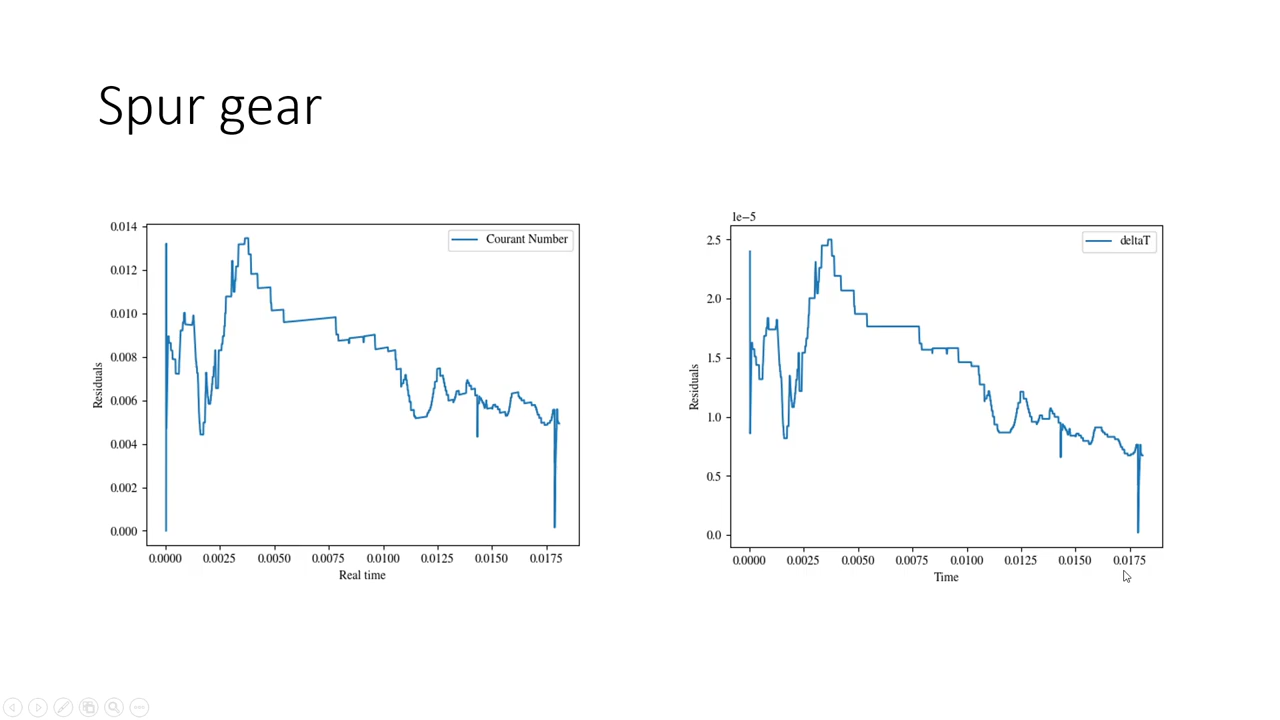 Spur gear
0.014
0.012
0.010
0.008
0.006
0.004
0.002
0.000
Residuals
Courant Number
0.0000 0.0025 0.0050 0.0075 0.0100 0.0125 0.0150 0.0175
Real time
1e−5
2.5
2.0
1.5
1.0
0.5
0.0
Residuals
deltaT
0.0000 0.0025 0.0050 0.0075 0.0100 0.0125 0.0150 0.0175
Time